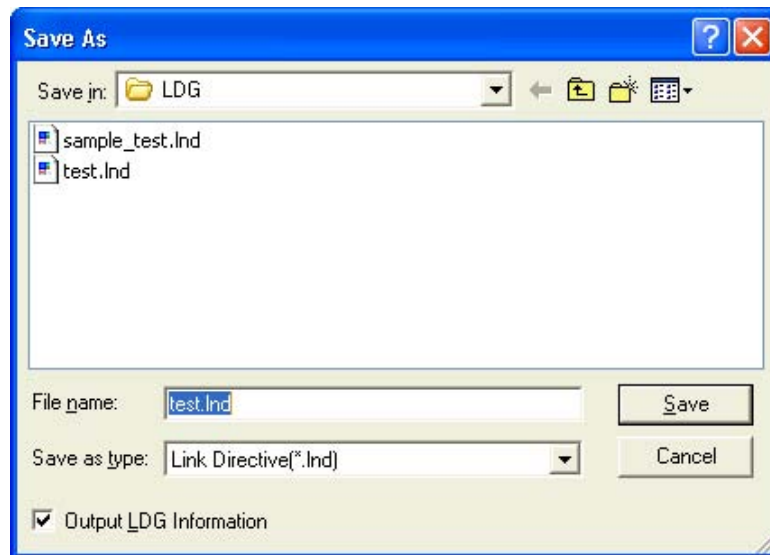 Save As
Save in: LDG
sample_test.lnd
test.lnd
File name: test.lnd Save
Save as type: Link Directive(*.lnd) Cancel
Output LDG Information